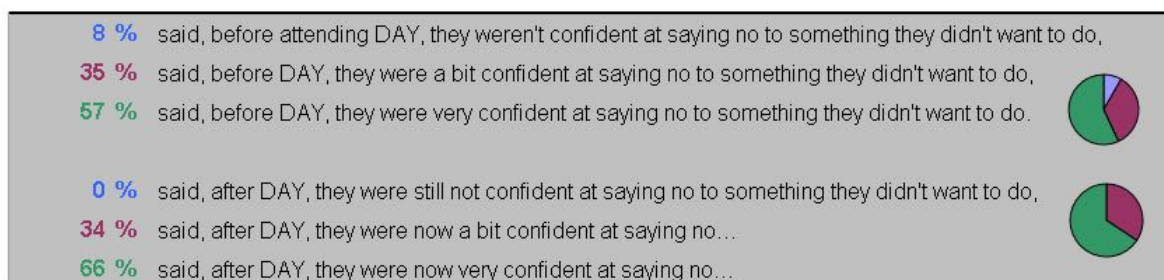 8 % said, before attending DAY, they weren't confident at saying no to something they didn't want to do,
35 % said, before DAY, they were a bit confident at saying no to something they didn't want to do,
57 % said, before DAY, they were very confident at saying no to something they didn't want to do.
0 % said, after DAY, they were still not confident at saying no to something they didn't want to do,
34 % said, after DAY, they were now a bit confident at saying no...
66 % said, after DAY, they were now very confident at saying no...